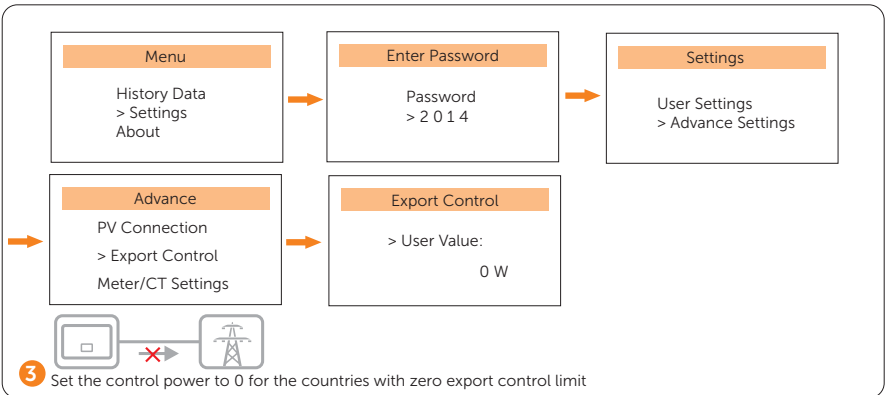 Menu
History Data
> Settings
About
Enter Password
Password
> 2 0 1 4
Settings
User Settings
> Advance Settings
Advance
PV Connection
> Export Control
Meter/CT Settings
Export Control
> User Value:
0 W
3 Set the control power to 0 for the countries with zero export control limit